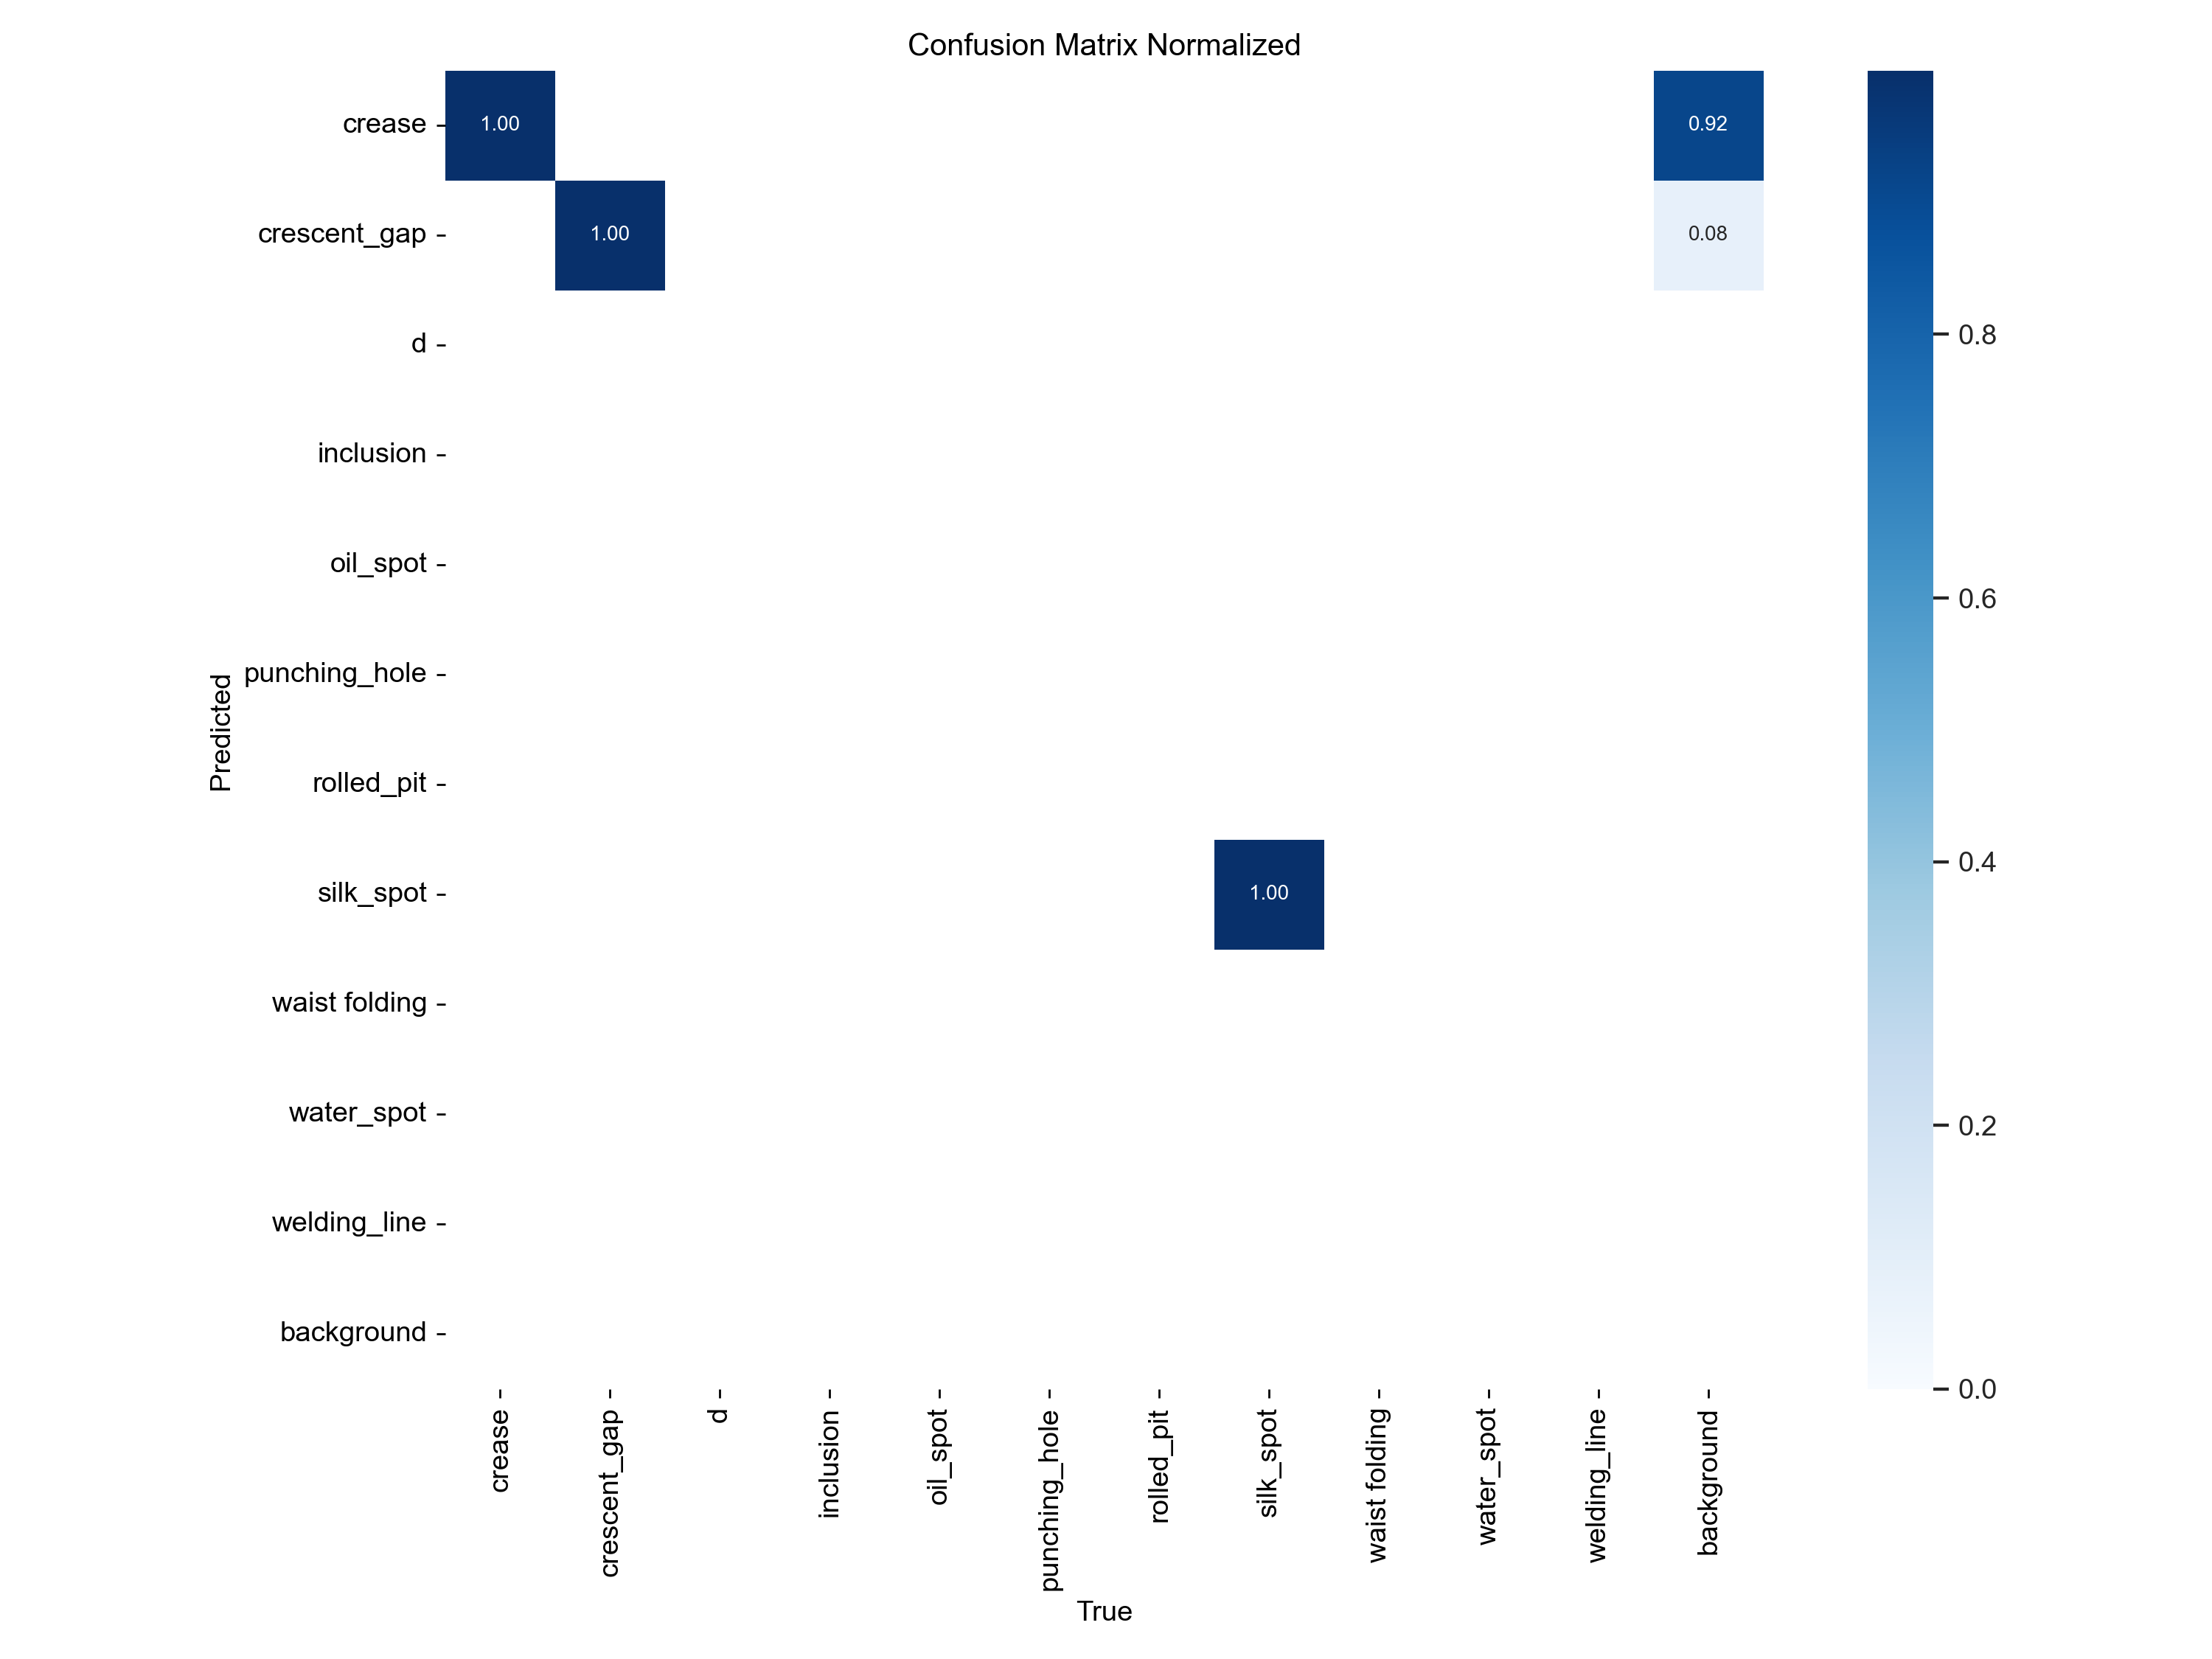 Confusion Matrix Normalized
crease
1.00
0.92
crescent_gap
1.00
0.08
d
inclusion
oil_spot
punching_hole
rolled_pit
silk_spot
1.00
waist folding
water_spot
welding_line
background
Predicted
crease
crescent_gap
d
inclusion
oil_spot
punching_hole
rolled_pit
silk_spot
waist folding
water_spot
welding_line
background
True
0.8
0.6
0.4
0.2
0.0